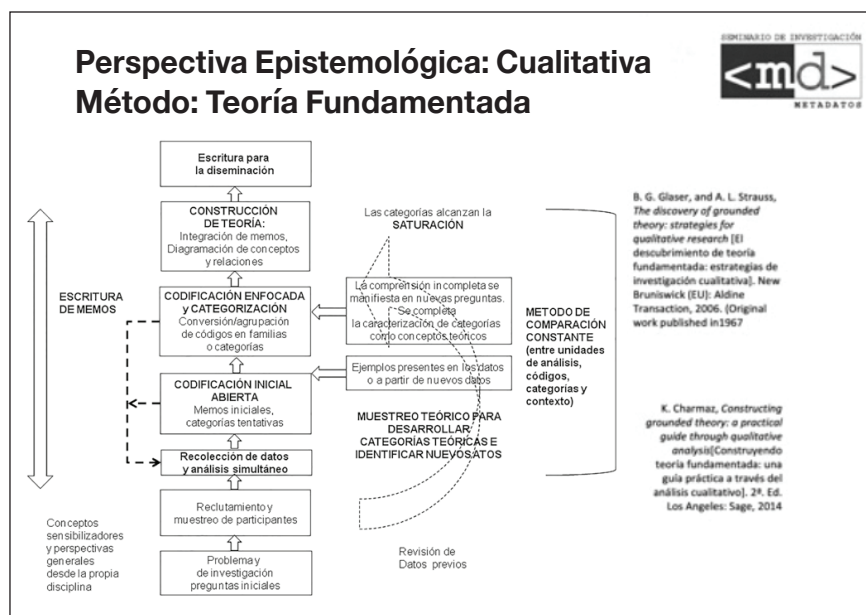 Perspectiva Epistemológica: Cualitativa
Método: Teoría Fundamentada
SEMINARIO DE INVESTIGACIÓN
<md>
METADATOS
Escritura para
la diseminación
CONSTRUCCIÓN
DE TEORÍA:
Integración de memos,
Diagramación de conceptos
y relaciones
CODIFICACIÓN ENFOCADA
y CATEGORIZACIÓN
Conversión/agrupación
de códigos en familias
o categorías
CODIFICACIÓN INICIAL
ABIERTA
Memos iniciales,
categorías tentativas
Recolección de datos
y análisis simultáneo
Reclutamiento y
muestreo de participantes
Problema y
de investigación
preguntas iniciales
ESCRITURA
DE MEMOS
Conceptos
sensibilizadores
y perspectivas
generales
desde la propia
disciplina
Las categorías alcanzan la
SATURACIÓN
La comprensión incompleta se
manifiesta en nuevas preguntas.
Se completa
la caracterización de categorías
como conceptos teóricos
Ejemplos presentes en los datos
o a partir de nuevos datos
MUESTREO TEÓRICO PARA
DESARROLLAR
CATEGORÍAS TEÓRICAS E
IDENTIFICAR NUEVOSATOS
Revisión de
Datos previos
METODO DE
COMPARACIÓN
CONSTANTE
(entre unidades
de análisis,
códigos,
categorías y
contexto)
B. G. Glaser, and A. L. Strauss,
The discovery of grounded
theory: strategies for
qualitative research [El
descubrimiento de teoría
fundamentada: estrategias de
investigación cualitativa]. New
Bruniswick (EU): Aldine
Transaction, 2006. (Original
work published in1967
K. Charmaz, Constructing
grounded theory: a practical
guide through qualitative
analysis[Construyendo
teoría fundamentada: una
guía práctica a través del
análisis cualitativo]. 2ª. Ed.
Los Angeles: Sage, 2014